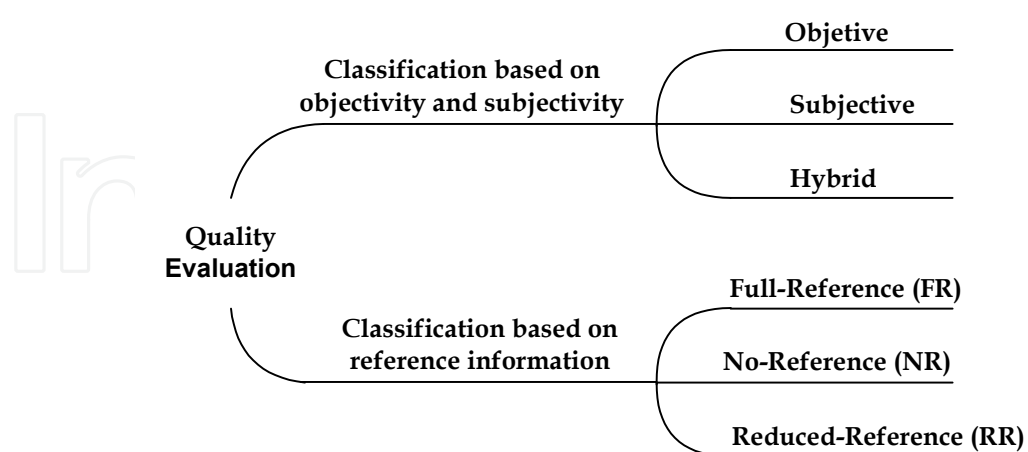 Objetive
Classification based on
objectivity and subjectivity
Subjective
Hybrid
Quality
Evaluation
Full-Reference (FR)
Classification based on
reference information
No-Reference (NR)
Reduced-Reference (RR)